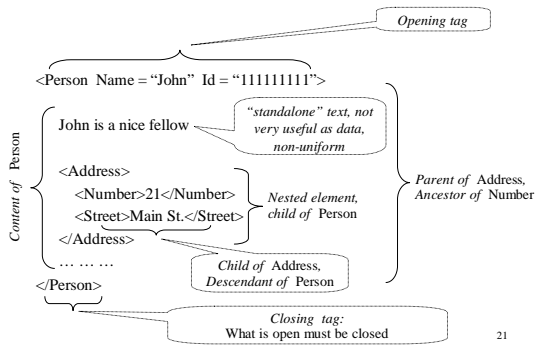 Opening tag
<Person Name = “John” Id = “111111111”>
Content of Person
John is a nice fellow
“standalone” text, not
very useful as data,
non-uniform
<Address>
<Number>21</Number>
<Street>Main St.</Street>
</Address>
Nested element,
child of Person
Parent of Address,
Ancestor of Number
Child of Address,
Descendant of Person
… … …
</Person>
Closing tag:
What is open must be closed
21